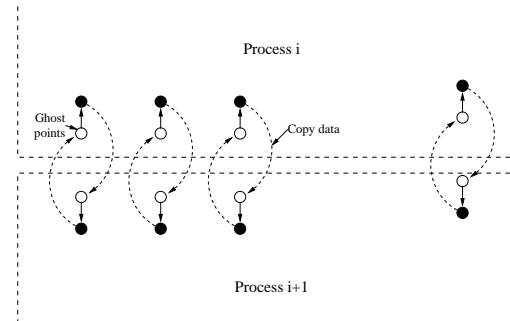 Process i
Ghost
points
Copy data
Process i+1